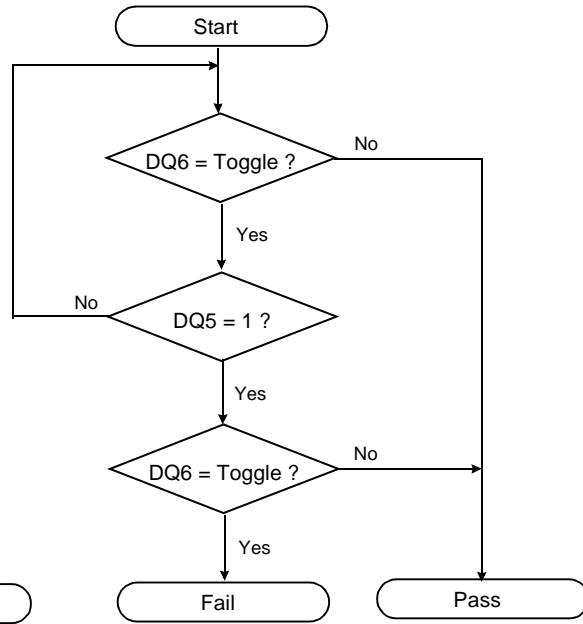 Start
DQ6 = Toggle ?
No
Yes
No
DQ5 = 1 ?
Yes
DQ6 = Toggle ?
No
Yes
Fail
Pass